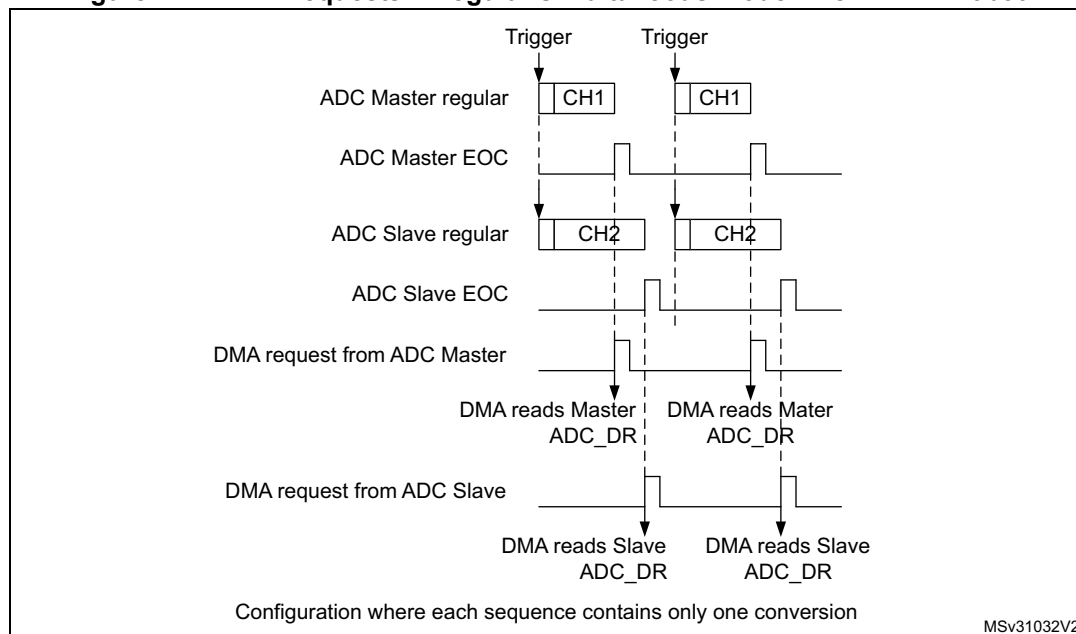 Trigger Trigger
ADC Master regular CH1 CH1
ADC Master EOC
ADC Slave regular CH2 CH2
ADC Slave EOC
DMA request from ADC Master
DMA reads Master DMA reads Mater
ADC_DR ADC_DR
DMA request from ADC Slave
DMA reads Slave DMA reads Slave
ADC_DR ADC_DR
Configuration where each sequence contains only one conversion
MSv31032V2